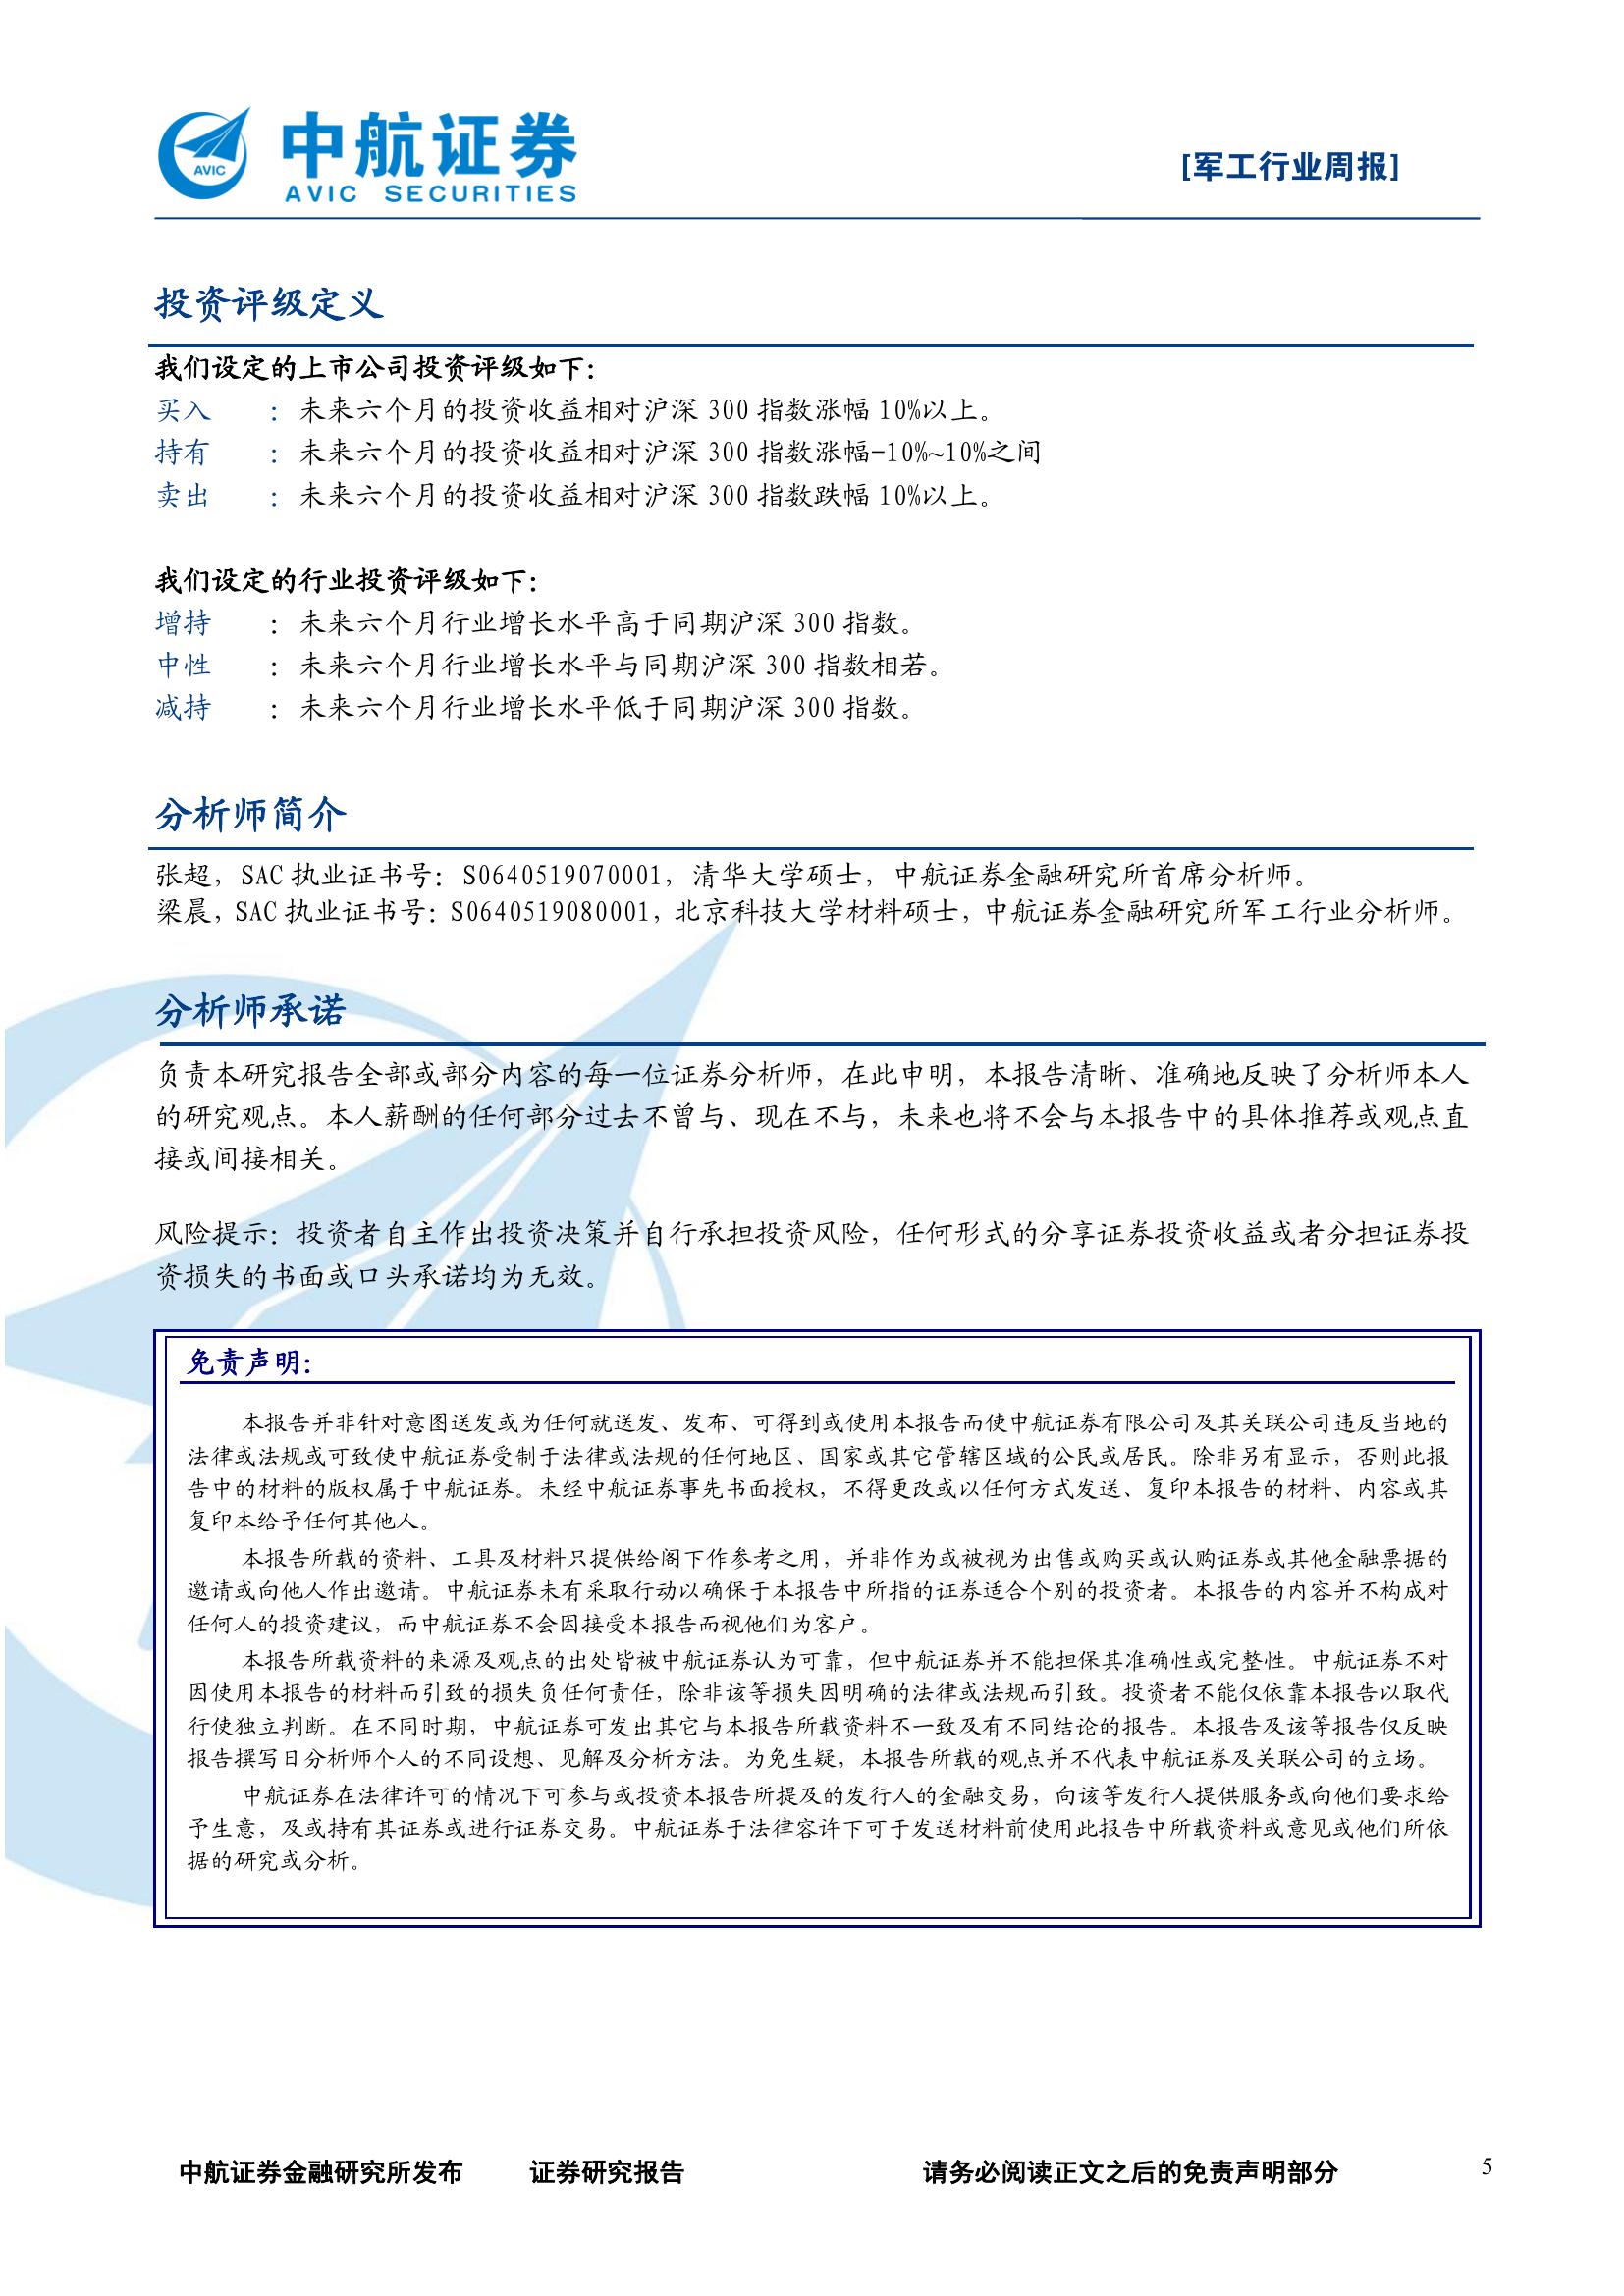 中航证券
AVIC SECURITIES
AVIC
[军工行业周报]
投资评级定义
我们设定的上市公司投资评级如下：
买入 ：未来六个月的投资收益相对沪深 300 指数涨幅 10%以上。
持有 ：未来六个月的投资收益相对沪深 300 指数涨幅-10%~10%之间
卖出 ：未来六个月的投资收益相对沪深 300 指数跌幅 10%以上。
我们设定的行业投资评级如下：
增持 ：未来六个月行业增长水平高于同期沪深 300 指数。
中性 ：未来六个月行业增长水平与同期沪深 300 指数相若。
减持 ：未来六个月行业增长水平低于同期沪深 300 指数。
分析师简介
张超，SAC 执业证书号：S0640519070001，清华大学硕士，中航证券金融研究所首席分析师。
梁晨，SAC 执业证书号：S0640519080001，北京科技大学材料硕士，中航证券金融研究所军工行业分析师。
分析师承诺
负责本研究报告全部或部分内容的每一位证券分析师，在此申明，本报告清晰、准确地反映了分析师本人
的研究观点。本人薪酬的任何部分过去不曾与、现在不与，未来也将不会与本报告中的具体推荐或观点直
接或间接相关。
风险提示：投资者自主作出投资决策并自行承担投资风险，任何形式的分享证券投资收益或者分担证券投
资损失的书面或口头承诺均为无效。
免责声明：
本报告并非针对意图送发或为任何就送发、发布、可得到或使用本报告而使中航证券有限公司及其关联公司违反当地的
法律或法规或可致使中航证券受制于法律或法规的任何地区、国家或其它管辖区域的公民或居民。除非另有显示，否则此报
告中的材料的版权属于中航证券。未经中航证券事先书面授权，不得更改或以任何方式发送、复印本报告的材料、内容或其
复印本给予任何其他人。
本报告所载的资料、工具及材料只提供给阁下作参考之用，并非作为或被视为出售或购买或认购证券或其他金融票据的
邀请或向他人作出邀请。中航证券未有采取行动以确保于本报告中所指的证券适合个别的投资者。本报告的内容并不构成对
任何人的投资建议，而中航证券不会因接受本报告而视他们为客户。
本报告所载资料的来源及观点的出处皆被中航证券认为可靠，但中航证券并不能担保其准确性或完整性。中航证券不对
因使用本报告的材料而引致的损失负任何责任，除非该等损失因明确的法律或法规而引致。投资者不能仅依靠本报告以取代
行使独立判断。在不同时期，中航证券可发出其它与本报告所载资料不一致及有不同结论的报告。本报告及该等报告仅反映
报告撰写日分析师个人的不同设想、见解及分析方法。为免生疑，本报告所载的观点并不代表中航证券及关联公司的立场。
中航证券在法律许可的情况下可参与或投资本报告所提及的发行人的金融交易，向该等发行人提供服务或向他们要求给
予生意，及或持有其证券或进行证券交易。中航证券于法律容许下可于发送材料前使用此报告中所载资料或意见或他们所依
据的研究或分析。
中航证券金融研究所发布 证券研究报告 请务必阅读正文之后的免责声明部分 5